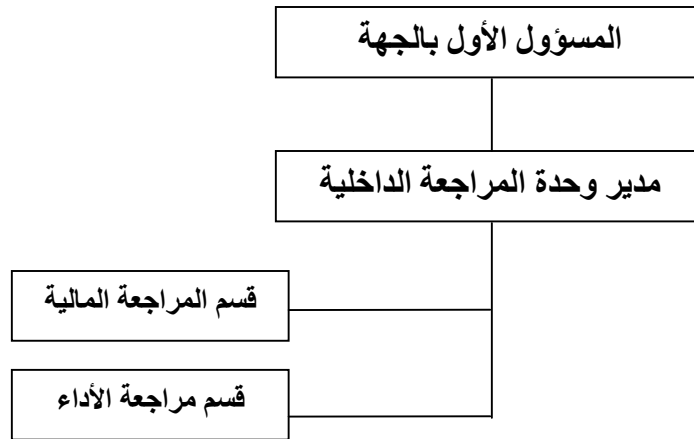 المسؤول الأول بالجهة
مدير وحدة المراجعة الداخلية
قسم المراجعة المالية
قسم مراجعة الأداء